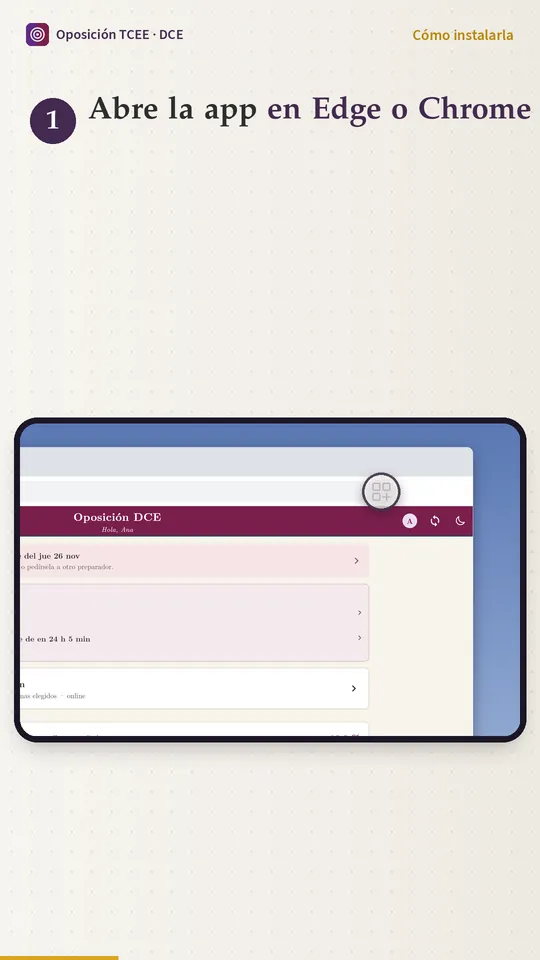 Oposición TCEE · DCE
Cómo instalarla
1 Abre la app en Edge o Chrome
Oposición DCE
Hola, Ana
A
del jue 26 nov
o pedírsela a otro preparador.
de en 24 h 5 min
mas elegidos · online